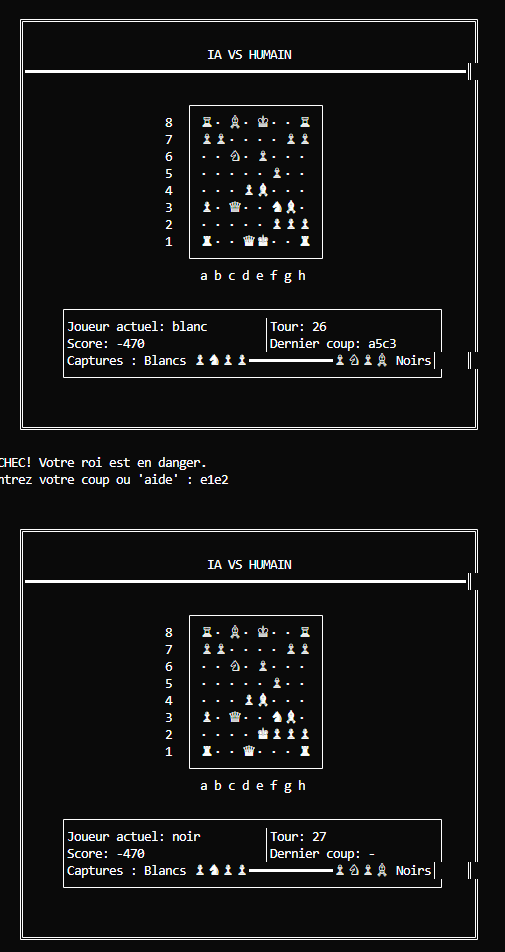 IA VS HUMAIN
8 ♖ · ♗ · ♔ · · ♖
7 ♙ ♙ · · · · ♙ ♙
6 · · ♘ · ♙ · · ·
5 · · · · · ♙ · ·
4 · · · ♟ ♝ · · ·
3 ♟ · ♕ · · ♞ ♝ ·
2 · · · · · ♟ ♟ ♟
1 ♜ · · ♛ ♚ · · ♜
a b c d e f g h
Joueur actuel: blanc Tour: 26
Score: -470 Dernier coup: a5c3
Captures : Blancs ♟ ♞ ♟ ♟ ♙ ♘ ♙ ♗ Noirs
CHEC! Votre roi est en danger.
ntrez votre coup ou 'aide' : e1e2
IA VS HUMAIN
8 ♖ · ♗ · ♔ · · ♖
7 ♙ ♙ · · · · ♙ ♙
6 · · ♘ · ♙ · · ·
5 · · · · · ♙ · ·
4 · · · ♟ ♝ · · ·
3 ♟ · ♕ · · ♞ ♝ ·
2 · · · · ♚ ♟ ♟ ♟
1 ♜ · · ♛ · · · ♜
a b c d e f g h
Joueur actuel: noir Tour: 27
Score: -470 Dernier coup: -
Captures : Blancs ♟ ♞ ♟ ♟ ♙ ♘ ♙ ♗ Noirs